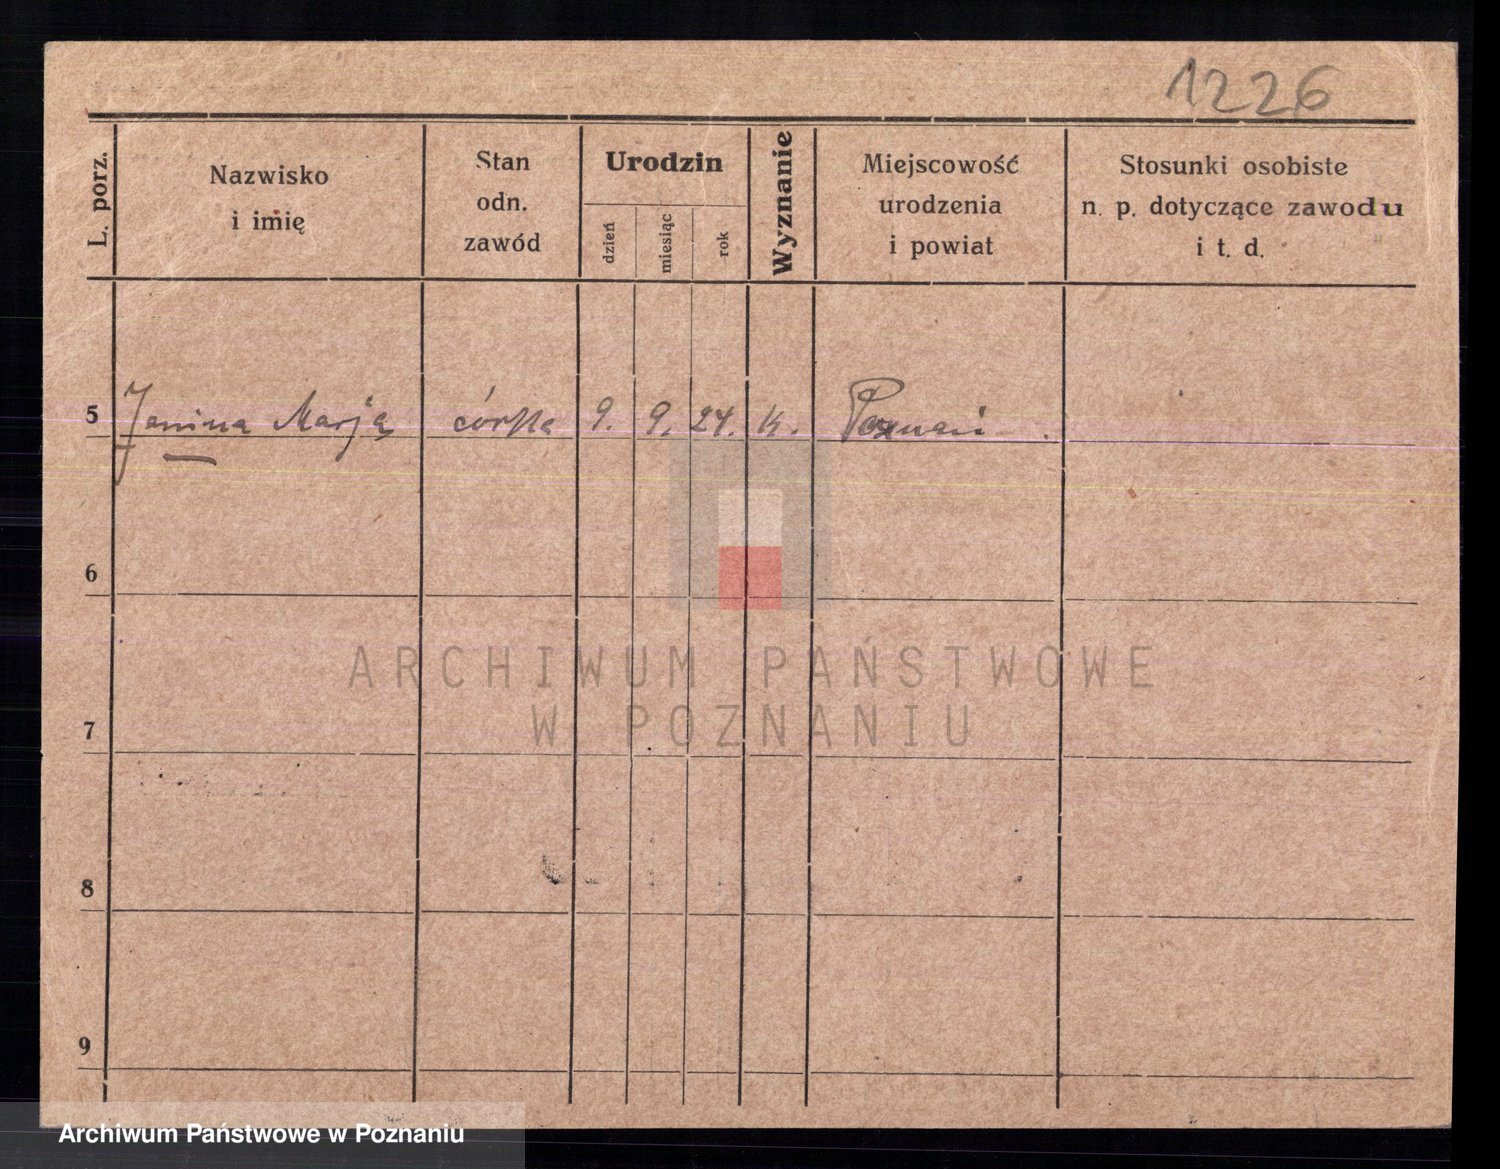 1226
L. porz.
Nazwisko
i imię
Stan
odn.
zawód
Urodzin
dzień
miesiąc
rok
Wyznanie
Miejscowość
urodzenia
i powiat
Stosunki osobiste
n. p. dotyczące zawodu
i t. d.
5 Janina Marja córka 9. 9. 24. k. Poznań
6
ARCHIWUM PAŃSTWOWE
W POZNANIU
7
8
9
Archiwum Państwowe w Poznaniu